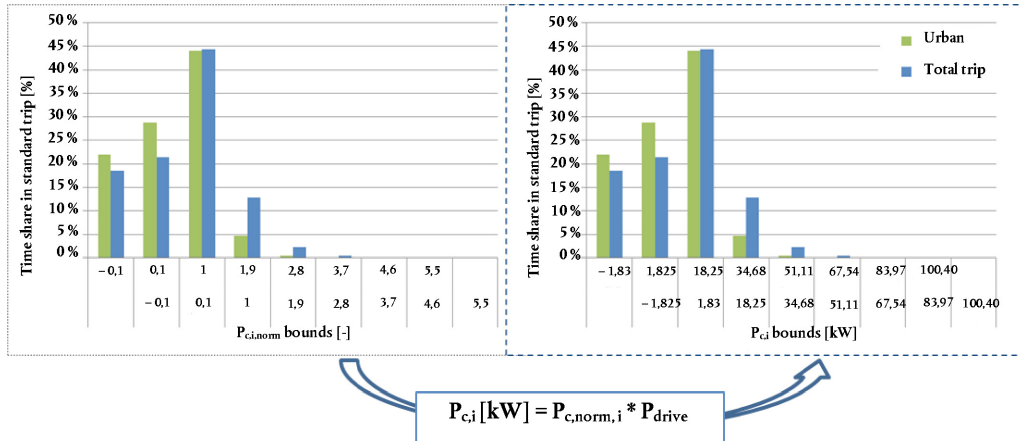 Time share in standard trip [%]
50 %
45 %
40 %
35 %
30 %
25 %
20 %
15 %
10 %
5 %
0 %
– 0,1 0,1 1 1,9 2,8 3,7 4,6 5,5
– 0,1 0,1 1 1,9 2,8 3,7 4,6 5,5
Pc,i,norm bounds [-]
Time share in standard trip [%]
50 %
45 %
40 %
35 %
30 %
25 %
20 %
15 %
10 %
5 %
0 %
Urban
Total trip
– 1,83 1,825 18,25 34,68 51,11 67,54 83,97 100,40
– 1,825 1,83 18,25 34,68 51,11 67,54 83,97 100,40
Pc,i bounds [kW]
Pc,i [kW] = Pc,norm, i * Pdrive